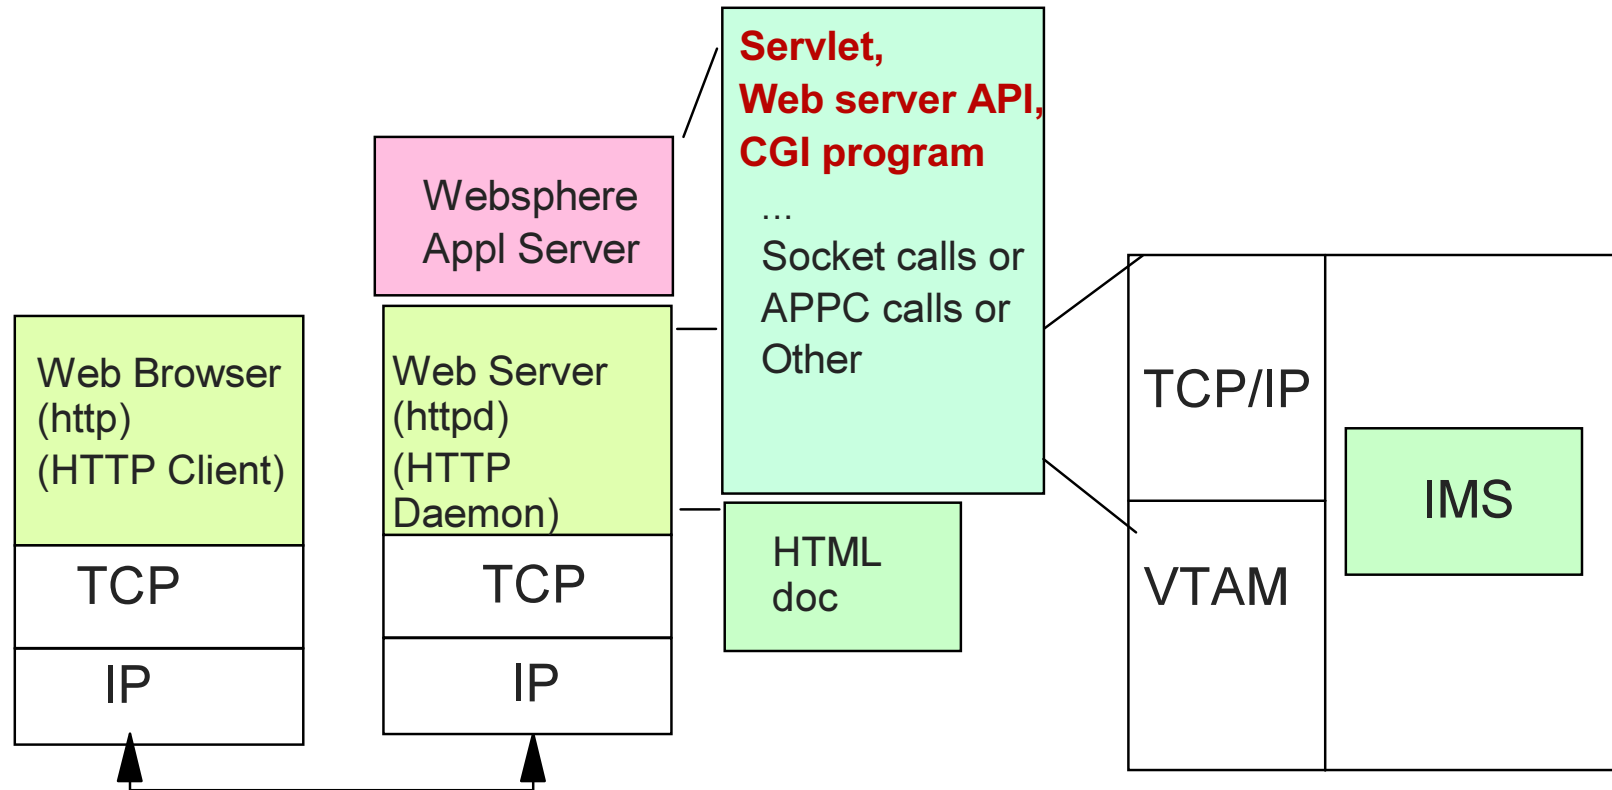 Web Browser
(http)
(HTTP Client)
TCP
IP
Websphere
Appl Server
Web Server
(httpd)
(HTTP
Daemon)
TCP
IP
Servlet,
Web server API,
CGI program
...
Socket calls or
APPC calls or
Other
HTML
doc
TCP/IP
VTAM
IMS